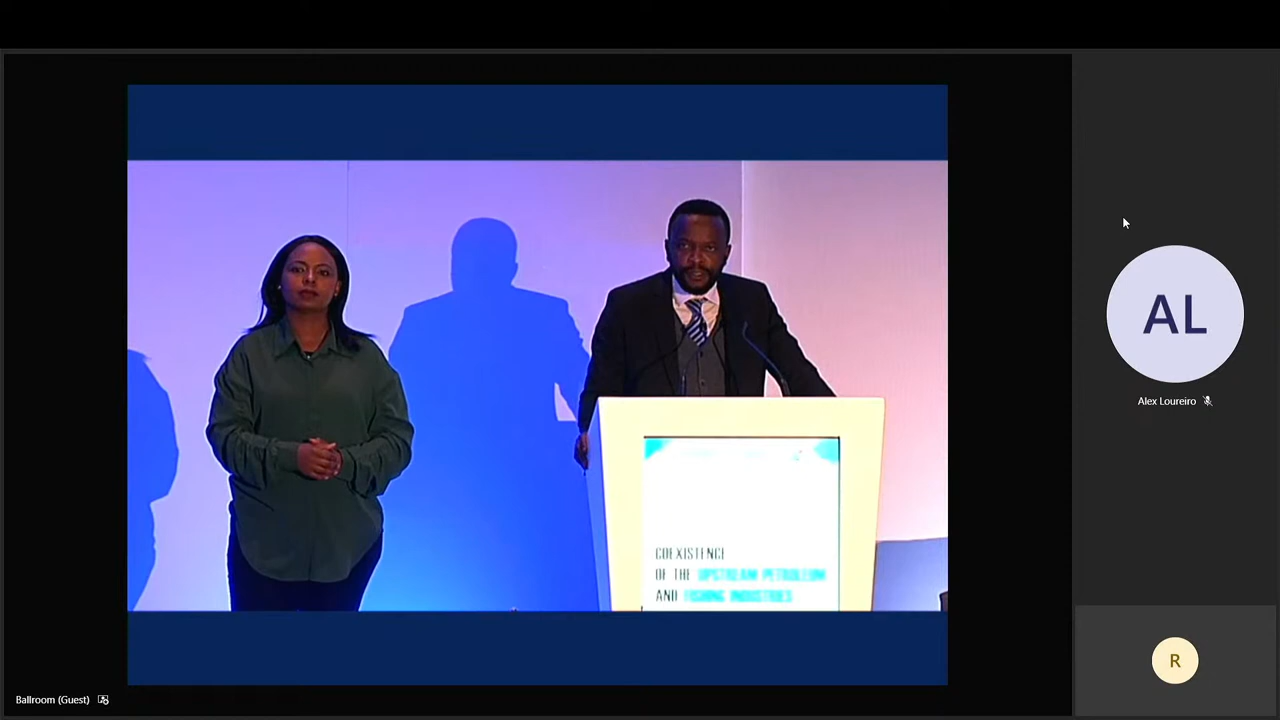 COEXISTENCE
OF THE UPSTREAM PETROLEUM
AND FISHING INDUSTRIES
AL
Alex Loureiro
R
Ballroom (Guest)